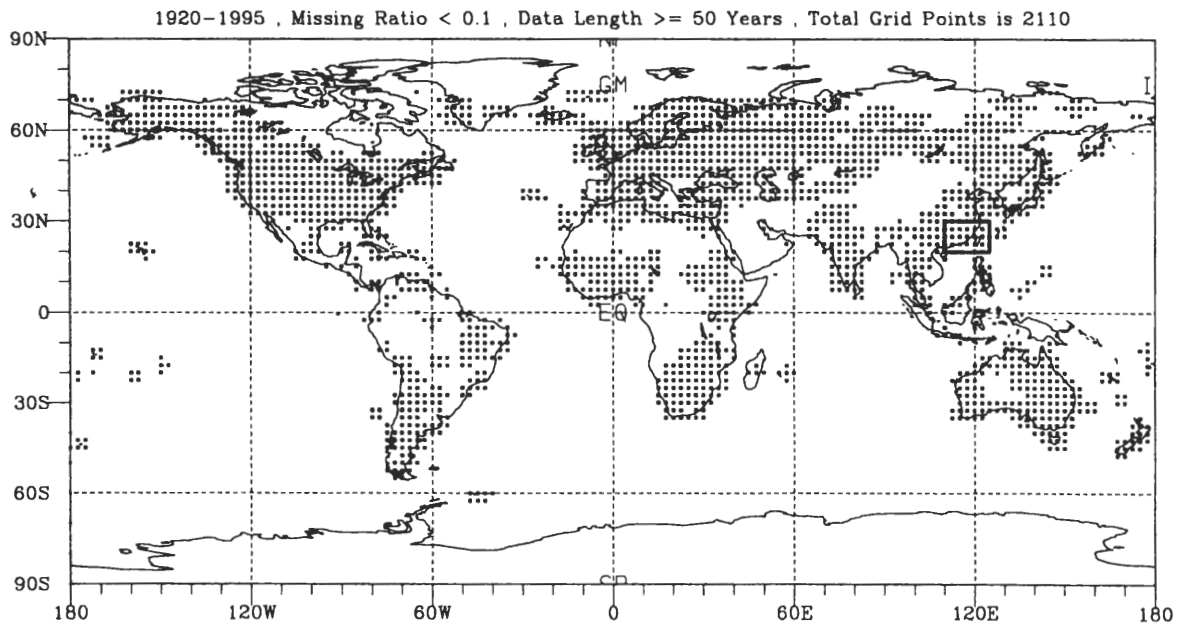 1920-1995 , Missing Ratio < 0.1 , Data Length >= 50 Years , Total Grid Points is 2110
90N
GM
I
60N
30N
0
EQ
30S
60S
90S
180 120W 60W 0 60E 120E 180